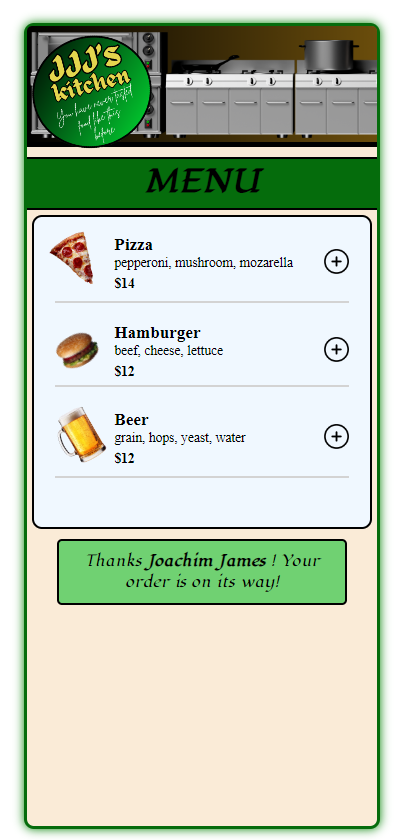 JJJ'S
kitchen
You have never tasted
food like this
before
MENU
Pizza
pepperoni, mushroom, mozarella
$14
Hamburger
beef, cheese, lettuce
$12
Beer
grain, hops, yeast, water
$12
Thanks Joachim James ! Your
order is on its way!